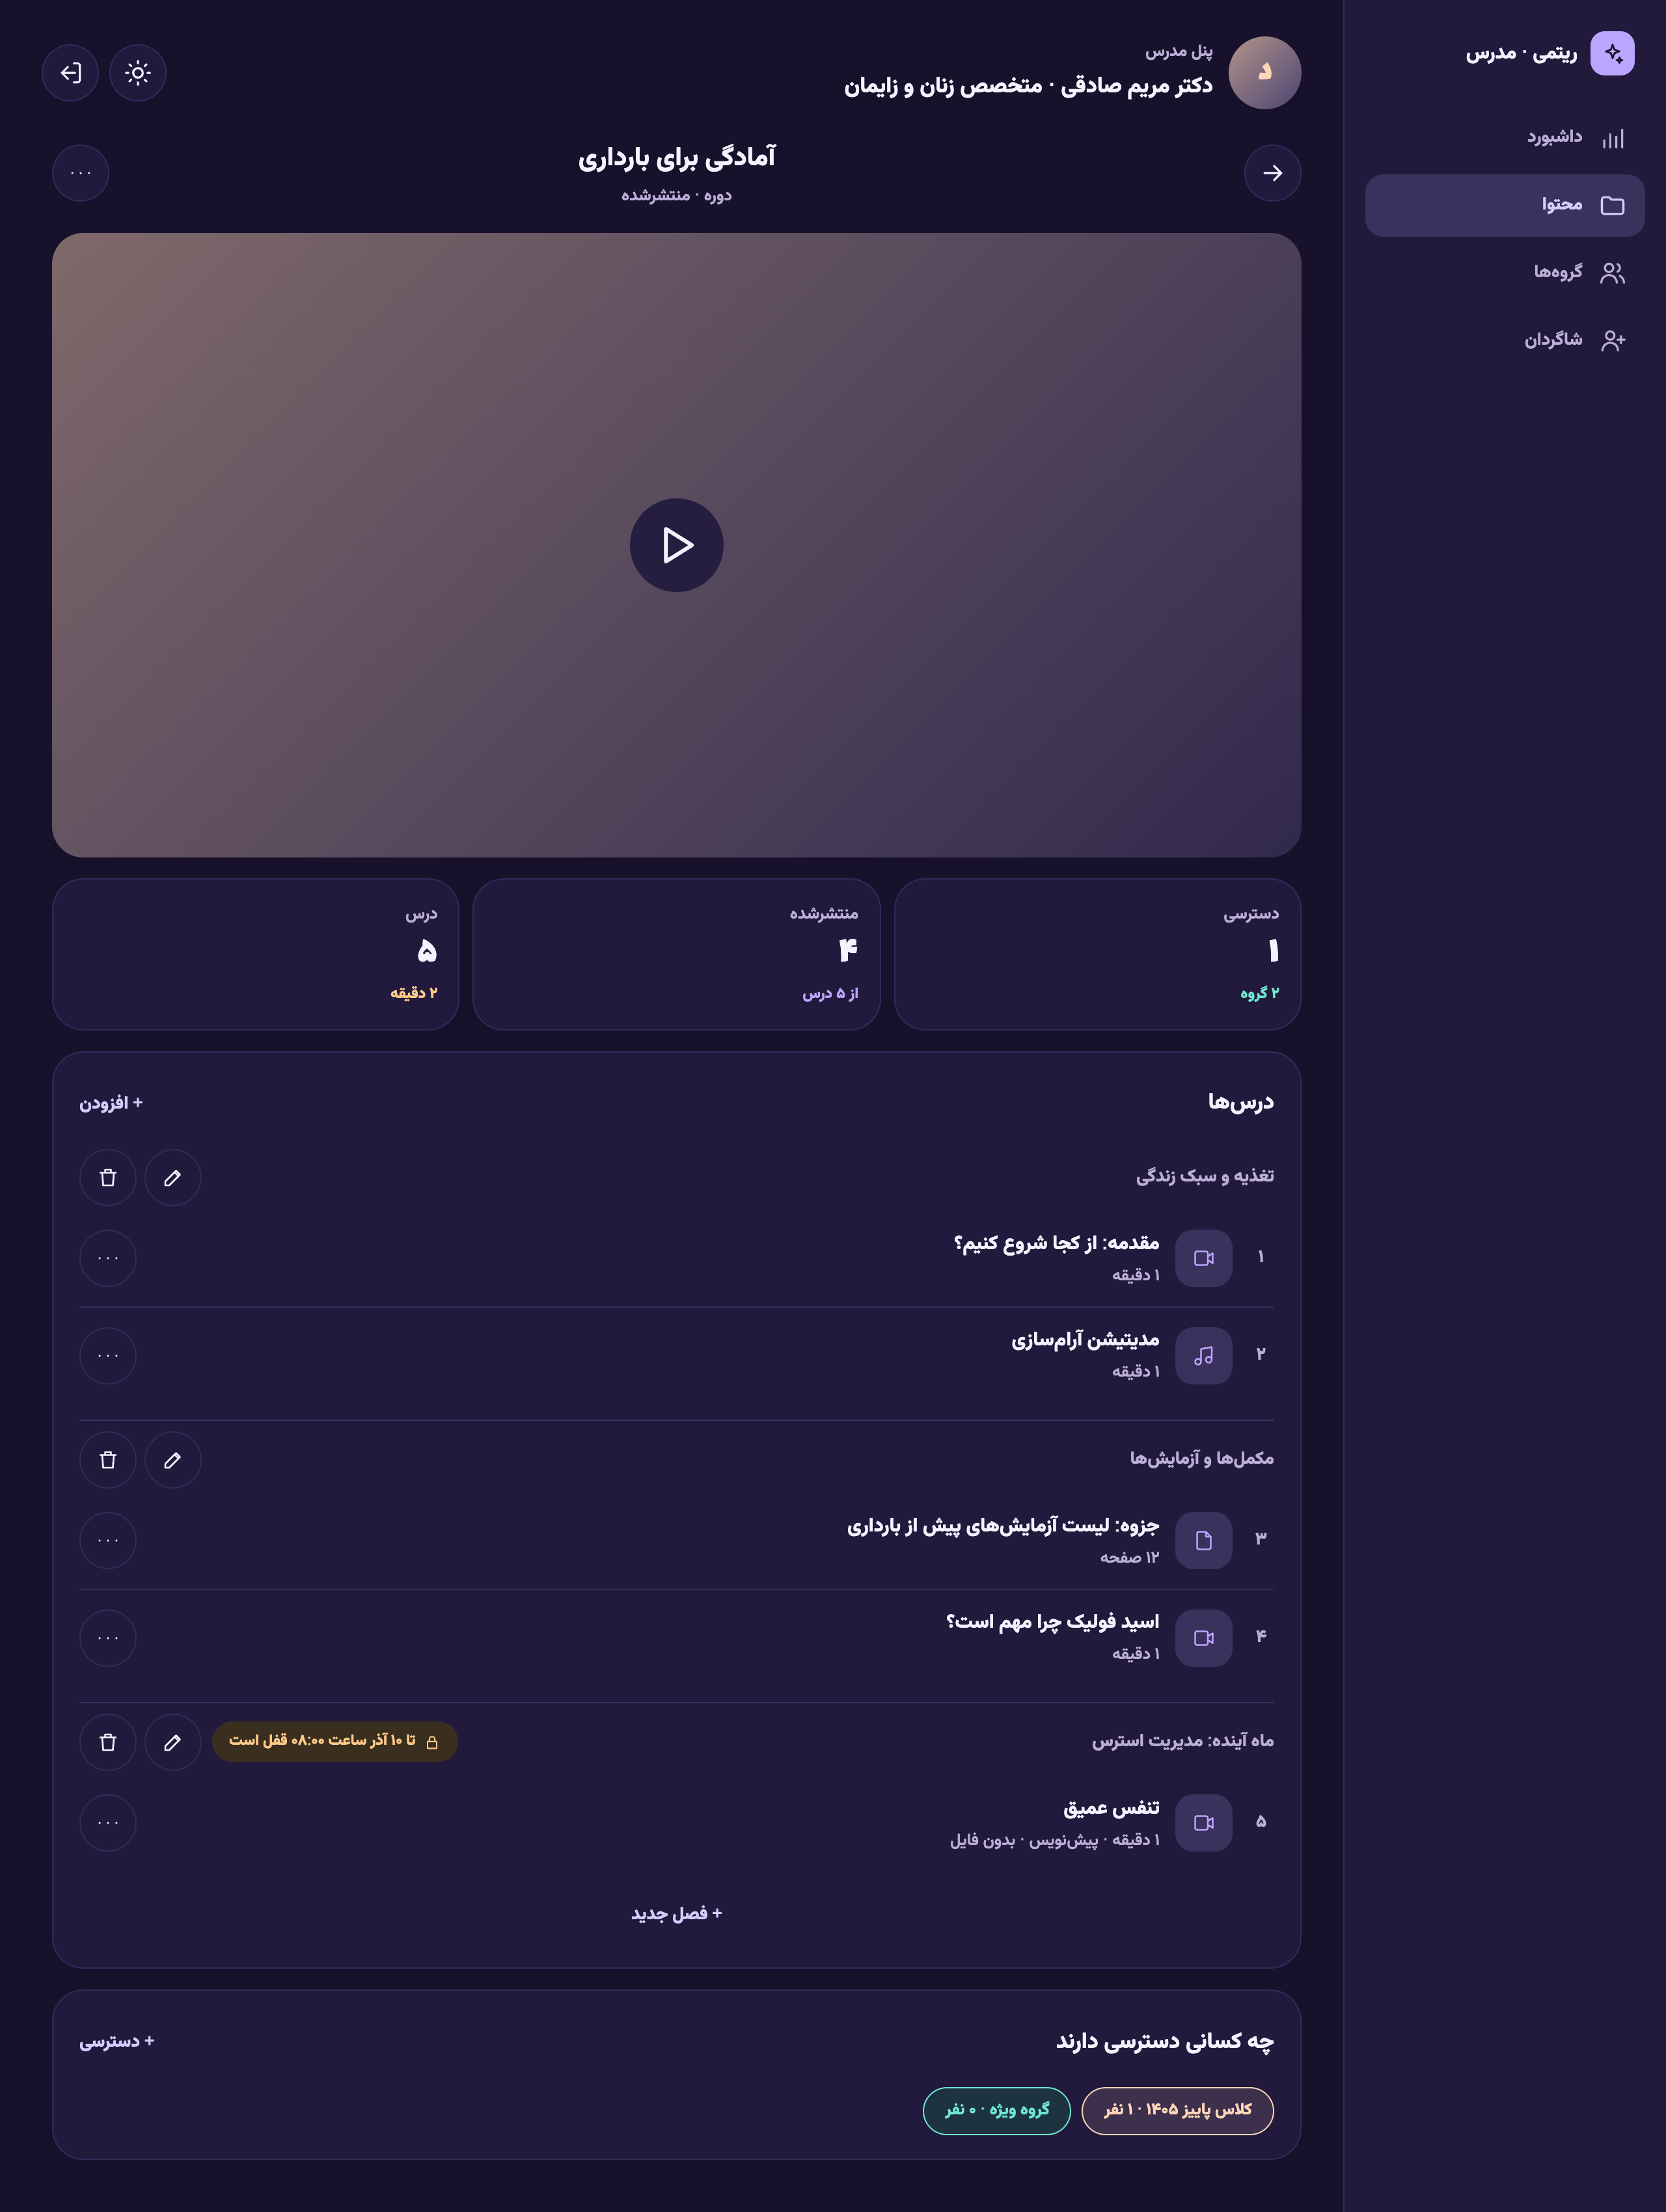 ریتمی · مدرس
داشبورد
محتوا
گروه‌ها
شاگردان
د
پنل مدرس
دکتر مریم صادقی · متخصص زنان و زایمان
آمادگی برای بارداری
دوره · منتشرشده
دسترسی
۱
۲ گروه
منتشرشده
۴
از ۵ درس
درس
۵
۲ دقیقه
درس‌ها
+ افزودن
تغذیه و سبک زندگی
۱
مقدمه: از کجا شروع کنیم؟
۱ دقیقه
۲
مدیتیشن آرام‌سازی
۱ دقیقه
مکمل‌ها و آزمایش‌ها
۳
جزوه: لیست آزمایش‌های پیش از بارداری
۱۲ صفحه
۴
اسید فولیک چرا مهم است؟
۱ دقیقه
ماه آینده: مدیریت استرس
تا ۱۰ آذر ساعت ۰۸:۰۰ قفل است
۵
تنفس عمیق
۱ دقیقه · پیش‌نویس · بدون فایل
+ فصل جدید
چه کسانی دسترسی دارند
+ دسترسی
کلاس پاییز ۱۴۰۵ · ۱ نفر
گروه ویژه · ۰ نفر